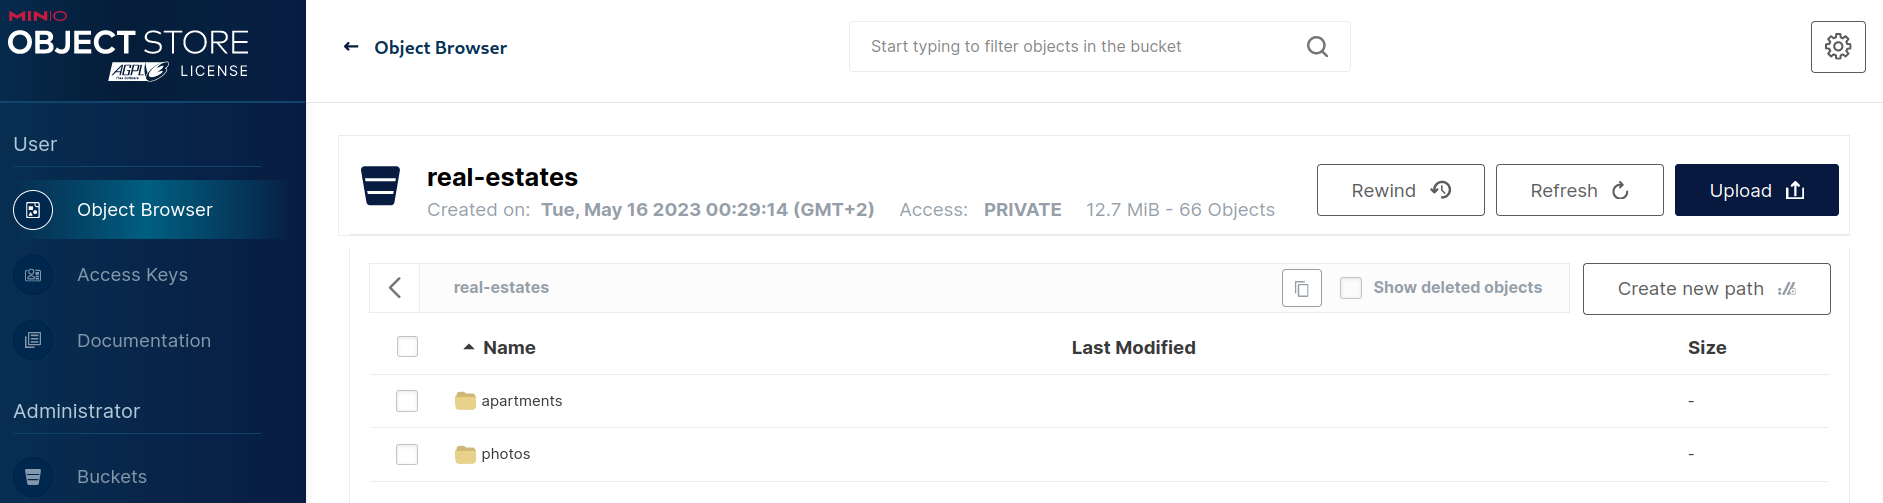 MINIO
OBJECT STORE
AGPL v3 LICENSE
Free Software
← Object Browser
Start typing to filter objects in the bucket
User
Object Browser
Access Keys
Documentation
Administrator
Buckets
real-estates
Created on: Tue, May 16 2023 00:29:14 (GMT+2) Access: PRIVATE 12.7 MiB - 66 Objects
Rewind
Refresh
Upload
real-estates
Show deleted objects
Create new path
Name Last Modified Size
apartments -
photos -